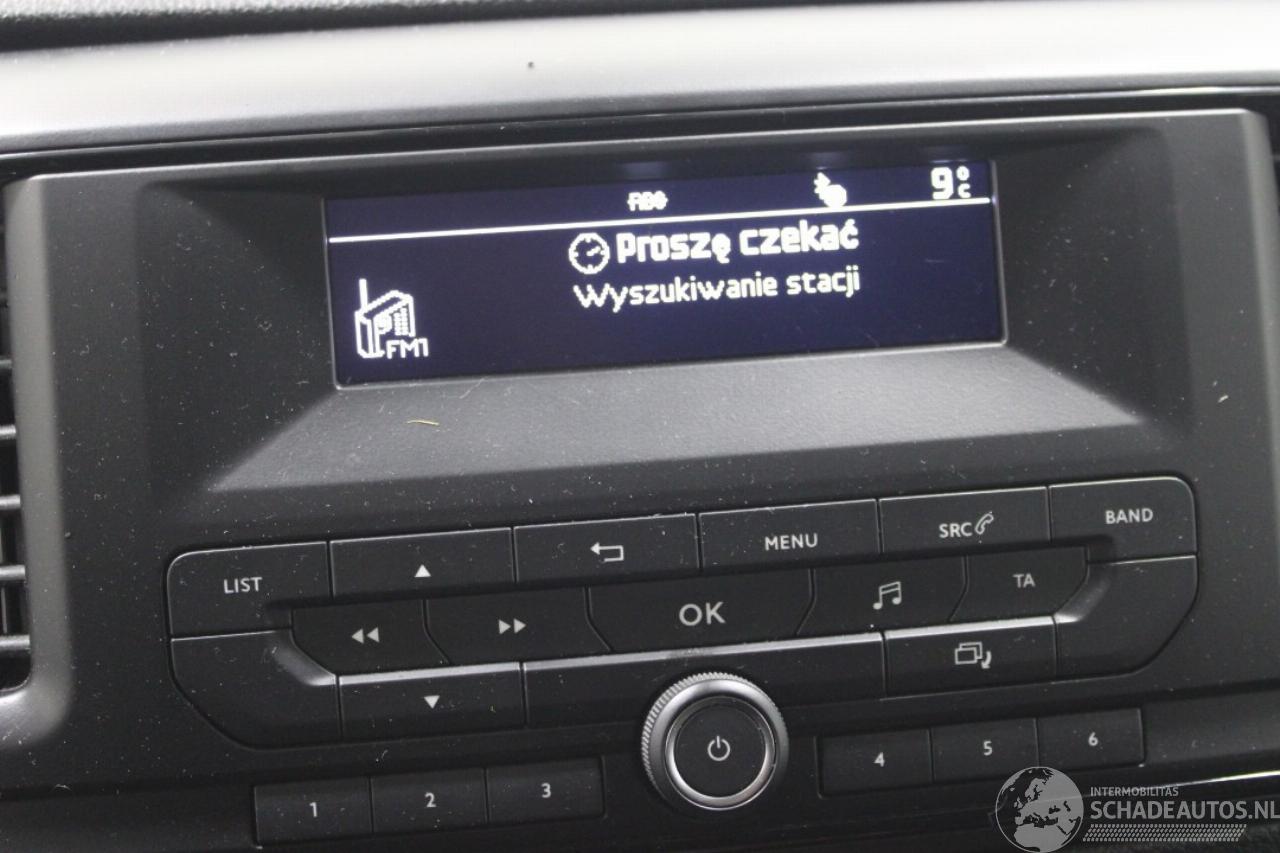 9°C
Proszę czekać
Wyszukiwanie stacji
FM1
LIST
MENU
SRC
BAND
OK
TA
1
2
3
4
5
6
INTERMOBILITAS
SCHADEAUTOS.NL